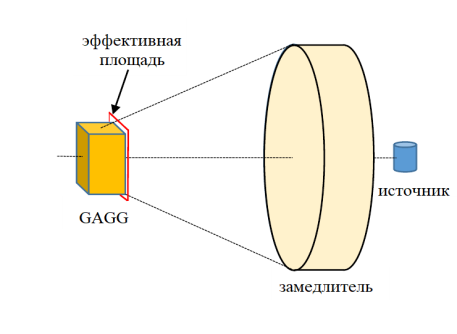 эффективная
площадь
GAGG
источник
замедлитель